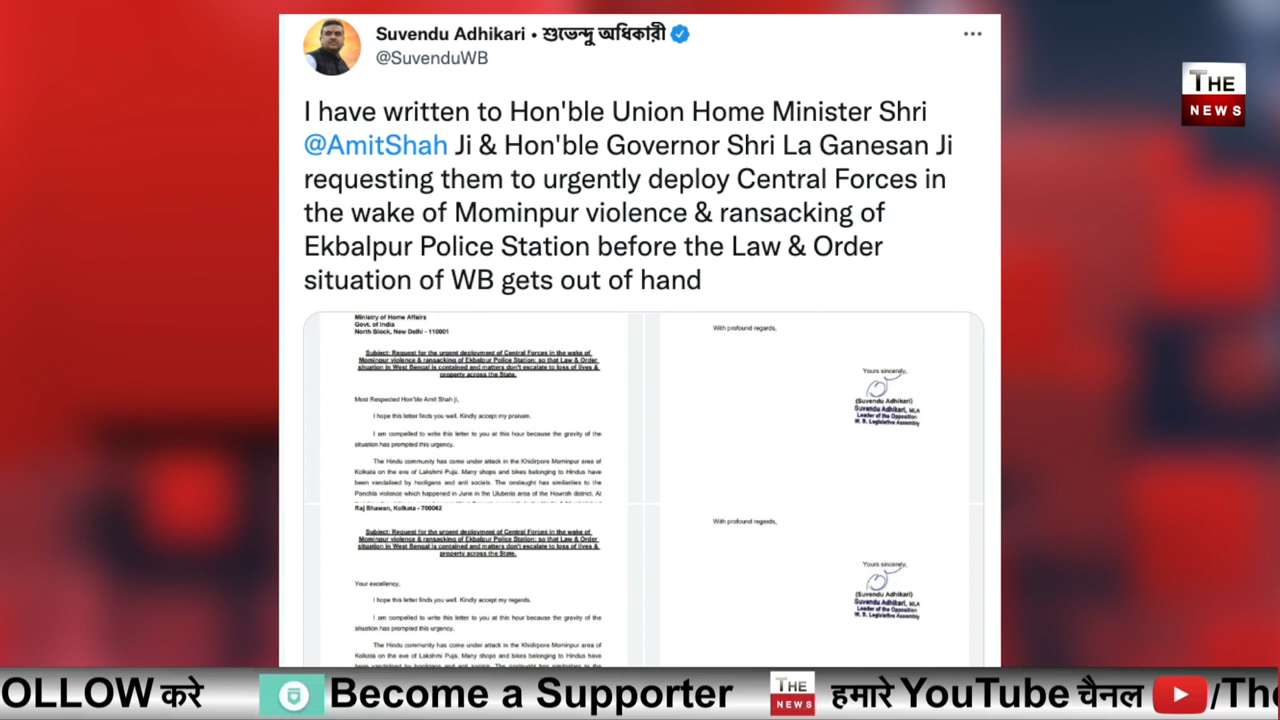 Suvendu Adhikari • শুভেন্দু অধিকারী
@SuvenduWB
THE
NEWS
I have written to Hon'ble Union Home Minister Shri
@AmitShah Ji & Hon'ble Governor Shri La Ganesan Ji
requesting them to urgently deploy Central Forces in
the wake of Mominpur violence & ransacking of
Ekbalpur Police Station before the Law & Order
situation of WB gets out of hand
Ministry of Home Affairs
Govt. of India
North Block, New Delhi - 110001
Subject: Request for the urgent deployment of Central Forces in the wake of
Mominpur violence & ransacking of Ekbalpur Police Station; so that Law & Order
situation in West Bengal is contained and matters don't escalate to loss of lives &
property across the State.
Most Respected Hon'ble Amit Shah ji,
I hope this letter finds you well. Kindly accept my pranam.
I am compelled to write this letter to you at this hour because the gravity of the
situation has prompted this urgency.
The Hindu community has come under attack in the Khidirpore Mominpur area of
Kolkata on the eve of Lakshmi Puja. Many shops and bikes belonging to Hindus have
been vandalised by hooligans and anti socials. The onslaught has similarities to the
Panchla violence which happened in June in the Uluberia area of the Howrah district. At
With profound regards,
Yours sincerely,
(Suvendu Adhikari)
Suvendu Adhikari, MLA
Leader of the Opposition
W. B. Legislative Assembly
Raj Bhawan, Kolkata - 700062
Subject: Request for the urgent deployment of Central Forces in the wake of
Mominpur violence & ransacking of Ekbalpur Police Station; so that Law & Order
situation in West Bengal is contained and matters don't escalate to loss of lives &
property across the State.
Your excellency,
I hope this letter finds you well. Kindly accept my regards.
I am compelled to write this letter to you at this hour because the gravity of the
situation has prompted this urgency.
The Hindu community has come under attack in the Khidirpore Mominpur area of
Kolkata on the eve of Lakshmi Puja. Many shops and bikes belonging to Hindus have
been vandalised by hooligans and anti socials. The onslaught has similarities to the
With profound regards,
Yours sincerely,
(Suvendu Adhikari)
Suvendu Adhikari, MLA
Leader of the Opposition
W. B. Legislative Assembly
OLLOW करे Become a Supporter THE NEWS हमारे YouTube चैनल /The